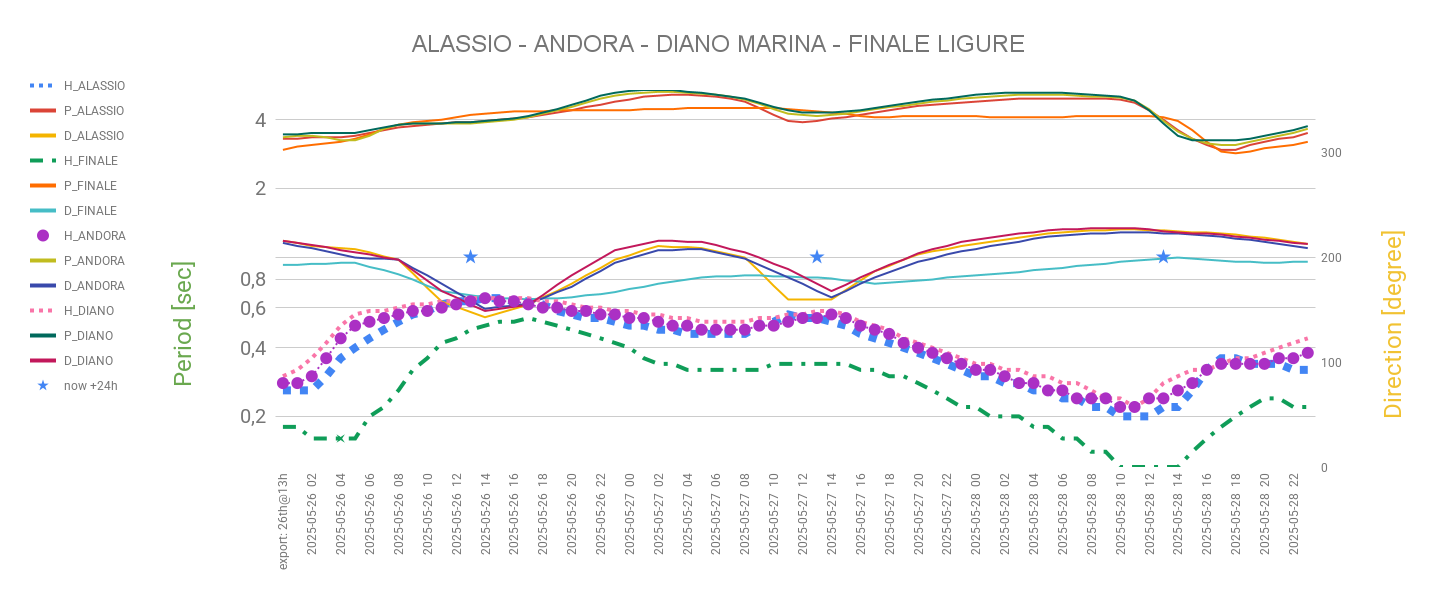 ALASSIO - ANDORA - DIANO MARINA - FINALE LIGURE
H_ALASSIO
P_ALASSIO
D_ALASSIO
H_FINALE
P_FINALE
D_FINALE
H_ANDORA
P_ANDORA
D_ANDORA
H_DIANO
P_DIANO
D_DIANO
now +24h
Period [sec]
4
2
0,8
0,6
0,4
0,2
300
200
100
0
Direction [degree]
export: 26th@13h
2025-05-26 02
2025-05-26 04
2025-05-26 06
2025-05-26 08
2025-05-26 10
2025-05-26 12
2025-05-26 14
2025-05-26 16
2025-05-26 18
2025-05-26 20
2025-05-26 22
2025-05-27 00
2025-05-27 02
2025-05-27 04
2025-05-27 06
2025-05-27 08
2025-05-27 10
2025-05-27 12
2025-05-27 14
2025-05-27 16
2025-05-27 18
2025-05-27 20
2025-05-27 22
2025-05-28 00
2025-05-28 02
2025-05-28 04
2025-05-28 06
2025-05-28 08
2025-05-28 10
2025-05-28 12
2025-05-28 14
2025-05-28 16
2025-05-28 18
2025-05-28 20
2025-05-28 22